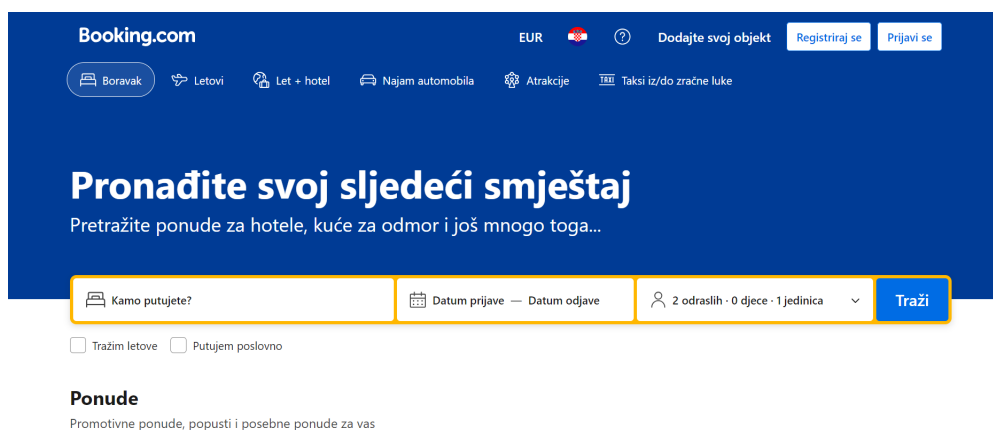 Booking.com EUR Dodajte svoj objekt Registriraj se Prijavi se
Boravak Letovi Let + hotel Najam automobila Atrakcije TAXI Taksi iz/do zračne luke
Pronađite svoj sljedeći smještaj
Pretražite ponude za hotele, kuće za odmor i još mnogo toga...
Kamo putujete? Datum prijave — Datum odjave 2 odraslih · 0 djece · 1 jedinica Traži
Tražim letove Putujem poslovno
Ponude
Promotivne ponude, popusti i posebne ponude za vas